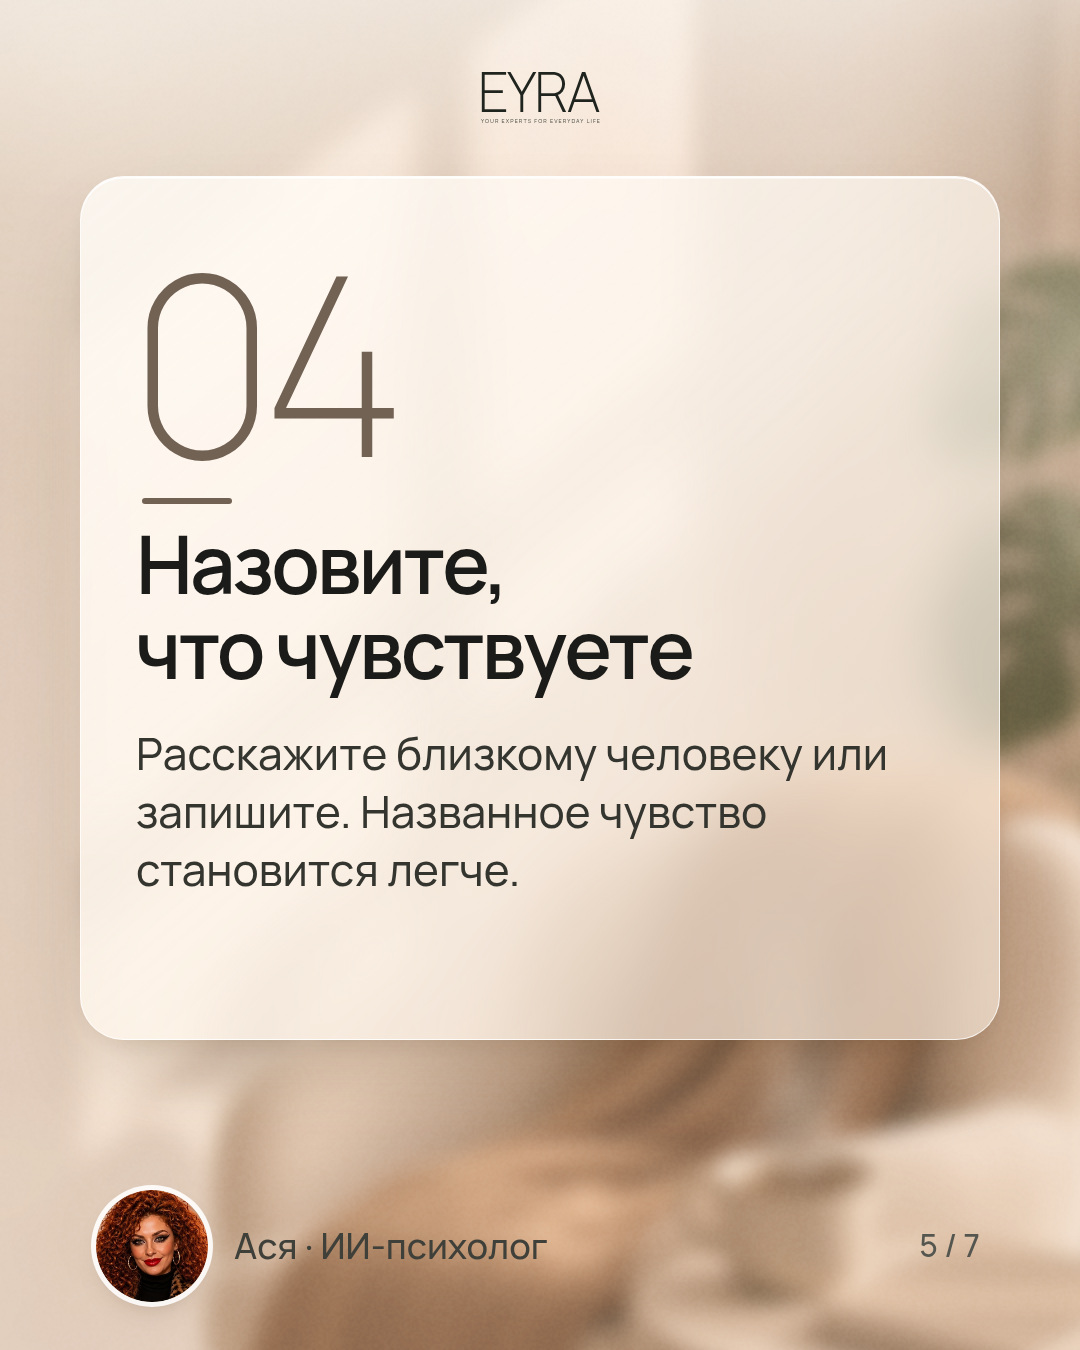 EYRA
YOUR EXPERTS FOR EVERYDAY LIFE
04
Назовите,
что чувствуете
Расскажите близкому человеку или
запишите. Названное чувство
становится легче.
Ася · ИИ-психолог
5 / 7